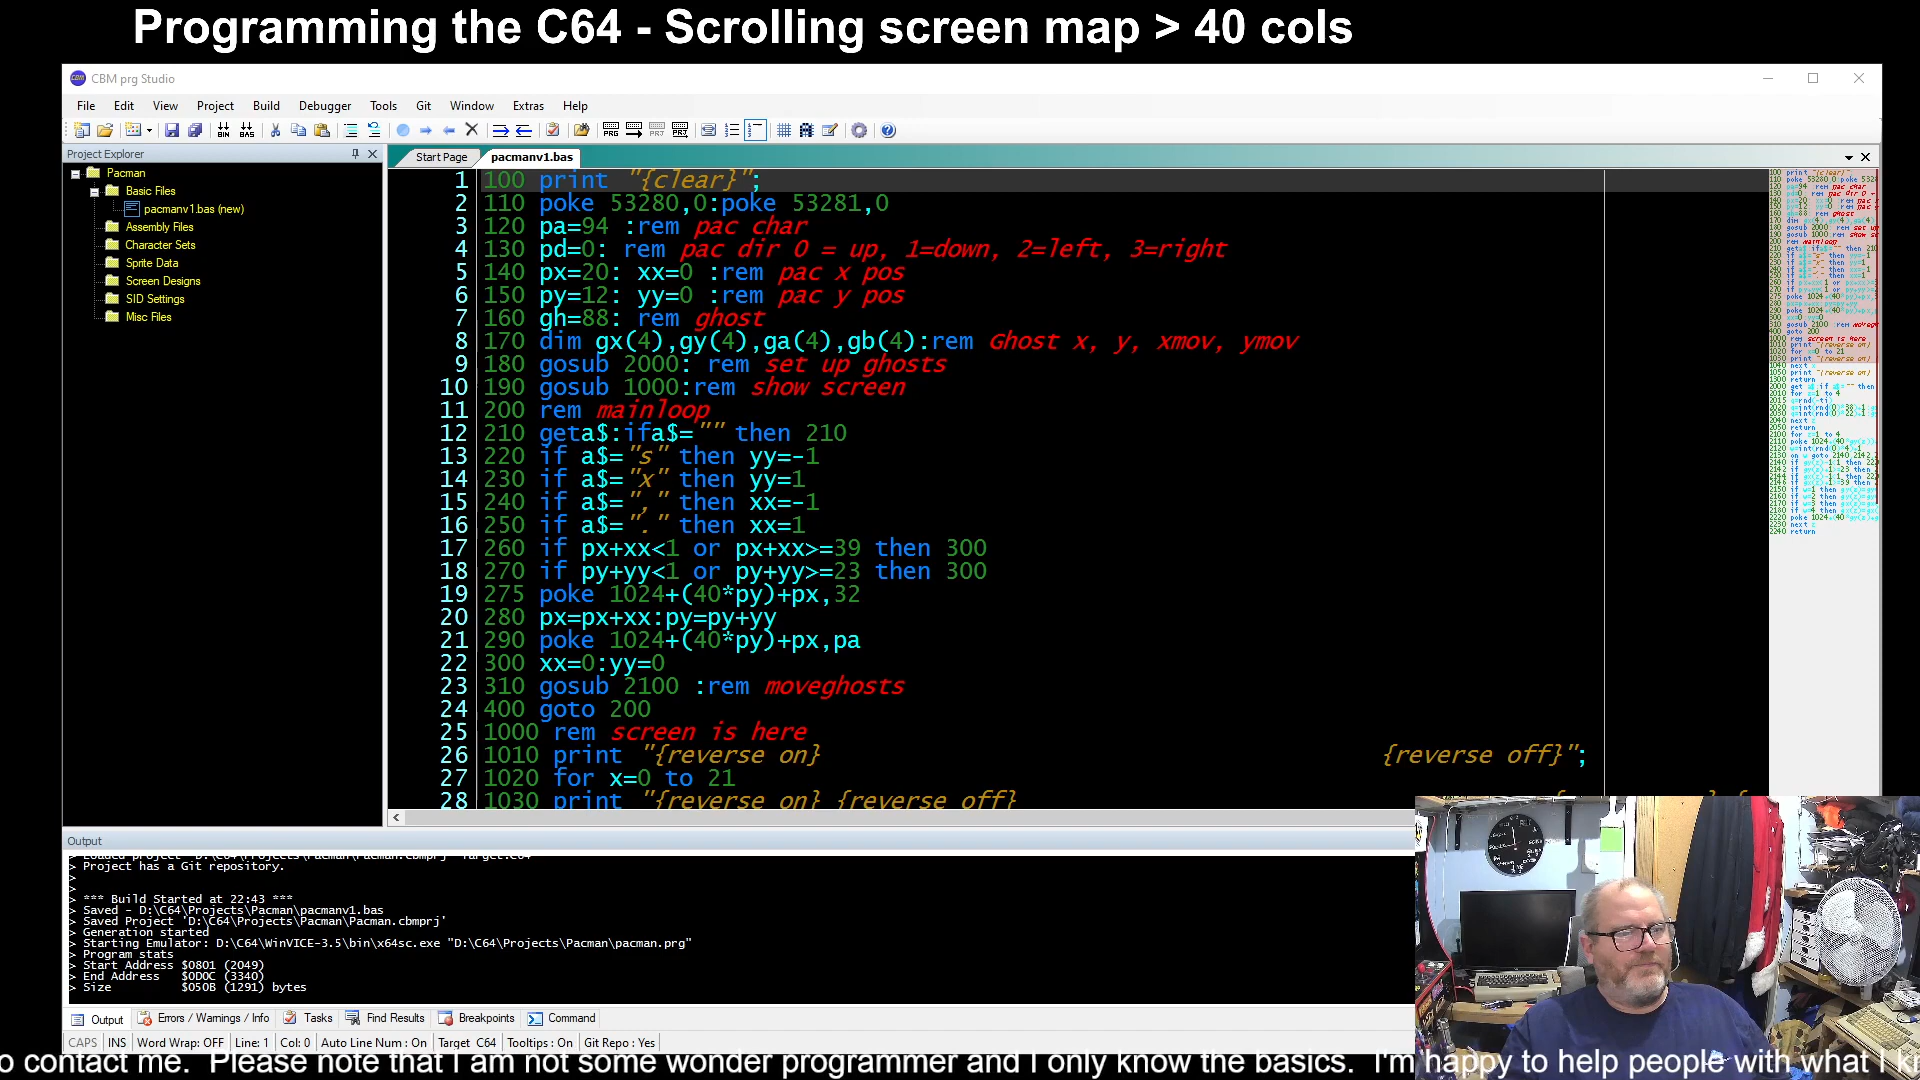 Programming the C64 - Scrolling screen map > 40 cols
CBM prg Studio
File Edit View Project Build Debugger Tools Git Window Extras Help
Project Explorer
Pacman
Basic Files
pacmanv1.bas (new)
Assembly Files
Character Sets
Sprite Data
Screen Designs
SID Settings
Misc Files
Start Page pacmanv1.bas
1 100 print "{clear}";
2 110 poke 53280,0:poke 53281,0
3 120 pa=94 :rem pac char
4 130 pd=0: rem pac dir 0 = up, 1=down, 2=left, 3=right
5 140 px=20: xx=0 :rem pac x pos
6 150 py=12: yy=0 :rem pac y pos
7 160 gh=88: rem ghost
8 170 dim gx(4),gy(4),ga(4),gb(4):rem Ghost x, y, xmov, ymov
9 180 gosub 2000: rem set up ghosts
10 190 gosub 1000:rem show screen
11 200 rem mainloop
12 210 geta$:ifa$="" then 210
13 220 if a$="s" then yy=-1
14 230 if a$="x" then yy=1
15 240 if a$="," then xx=-1
16 250 if a$="." then xx=1
17 260 if px+xx<1 or px+xx>=39 then 300
18 270 if py+yy<1 or py+yy>=23 then 300
19 275 poke 1024+(40*py)+px,32
20 280 px=px+xx:py=py+yy
21 290 poke 1024+(40*py)+px,pa
22 300 xx=0:yy=0
23 310 gosub 2100 :rem moveghosts
24 400 goto 200
25 1000 rem screen is here
26 1010 print "{reverse on} {reverse off}";
27 1020 for x=0 to 21
28 1030 print "{reverse on} {reverse off}
Output
> Loaded project 'D:\C64\Projects\Pacman\Pacman.cbmprj' Target:C64
> Project has a Git repository.
>
>
> *** Build Started at 22:43 ***
> Saved - D:\C64\Projects\Pacman\pacmanv1.bas
> Saved Project 'D:\C64\Projects\Pacman\Pacman.cbmprj'
> Generation started
> Starting Emulator: D:\C64\WinVICE-3.5\bin\x64sc.exe "D:\C64\Projects\Pacman\pacman.prg"
> Program stats
> Start Address $0801 (2049)
> End Address $0D0C (3340)
> Size $050B (1291) bytes
Output Errors / Warnings / Info Tasks Find Results Breakpoints Command
CAPS INS Word Wrap: OFF Line: 1 Col: 0 Auto Line Num : On Target C64 Tooltips : On Git Repo : Yes
o contact me. Please note that I am not some wonder programmer and I only know the basics. I'm happy to help people with what I k